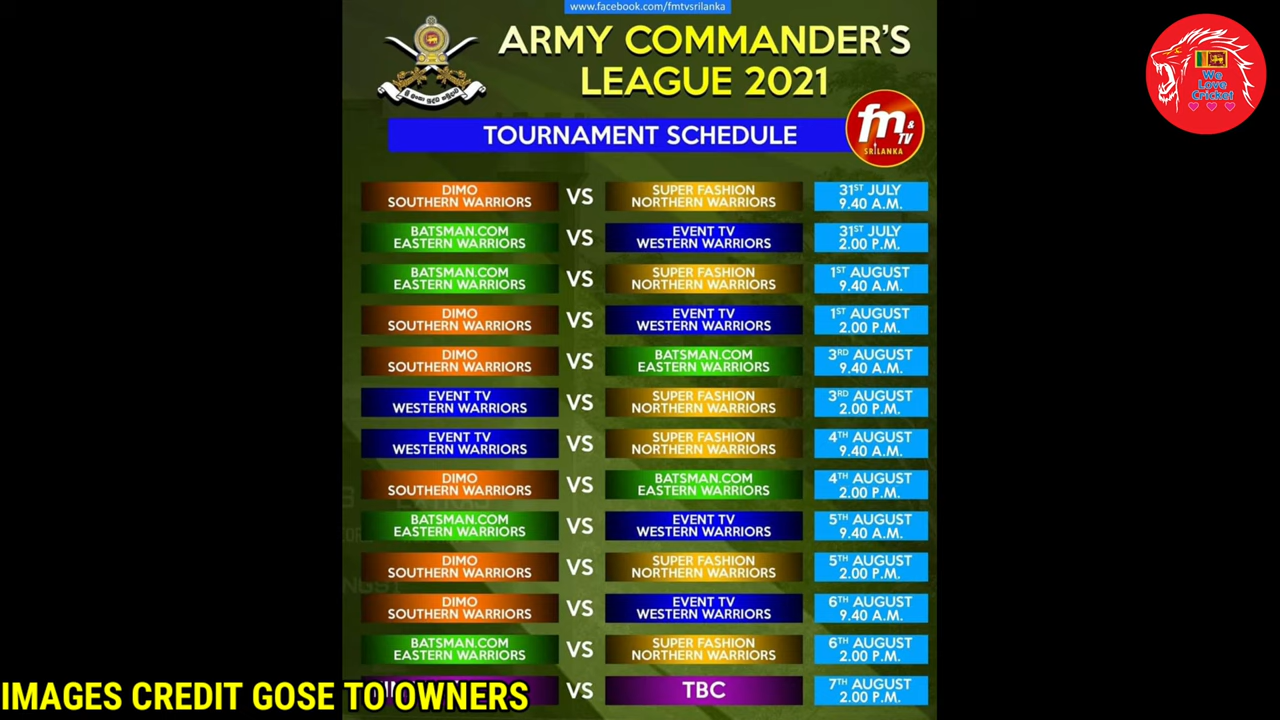 www.facebook.com/fmtvsrilanka
ARMY COMMANDER'S
LEAGUE 2021
TOURNAMENT SCHEDULE
fm & TV
SRILANKA
We
Love
Cricket
DIMO
SOUTHERN WARRIORS
VS
SUPER FASHION
NORTHERN WARRIORS
31ST JULY
9.40 A.M.
BATSMAN.COM
EASTERN WARRIORS
VS
EVENT TV
WESTERN WARRIORS
31ST JULY
2.00 P.M.
BATSMAN.COM
EASTERN WARRIORS
VS
SUPER FASHION
NORTHERN WARRIORS
1ST AUGUST
9.40 A.M.
DIMO
SOUTHERN WARRIORS
VS
EVENT TV
WESTERN WARRIORS
1ST AUGUST
2.00 P.M.
DIMO
SOUTHERN WARRIORS
VS
BATSMAN.COM
EASTERN WARRIORS
3RD AUGUST
9.40 A.M.
EVENT TV
WESTERN WARRIORS
VS
SUPER FASHION
NORTHERN WARRIORS
3RD AUGUST
2.00 P.M.
EVENT TV
WESTERN WARRIORS
VS
SUPER FASHION
NORTHERN WARRIORS
4TH AUGUST
9.40 A.M.
DIMO
SOUTHERN WARRIORS
VS
BATSMAN.COM
EASTERN WARRIORS
4TH AUGUST
2.00 P.M.
BATSMAN.COM
EASTERN WARRIORS
VS
EVENT TV
WESTERN WARRIORS
5TH AUGUST
9.40 A.M.
DIMO
SOUTHERN WARRIORS
VS
SUPER FASHION
NORTHERN WARRIORS
5TH AUGUST
2.00 P.M.
DIMO
SOUTHERN WARRIORS
VS
EVENT TV
WESTERN WARRIORS
6TH AUGUST
9.40 A.M.
BATSMAN.COM
EASTERN WARRIORS
VS
SUPER FASHION
NORTHERN WARRIORS
6TH AUGUST
2.00 P.M.
VS
TBC
7TH AUGUST
2.00 P.M.
IMAGES CREDIT GOSE TO OWNERS